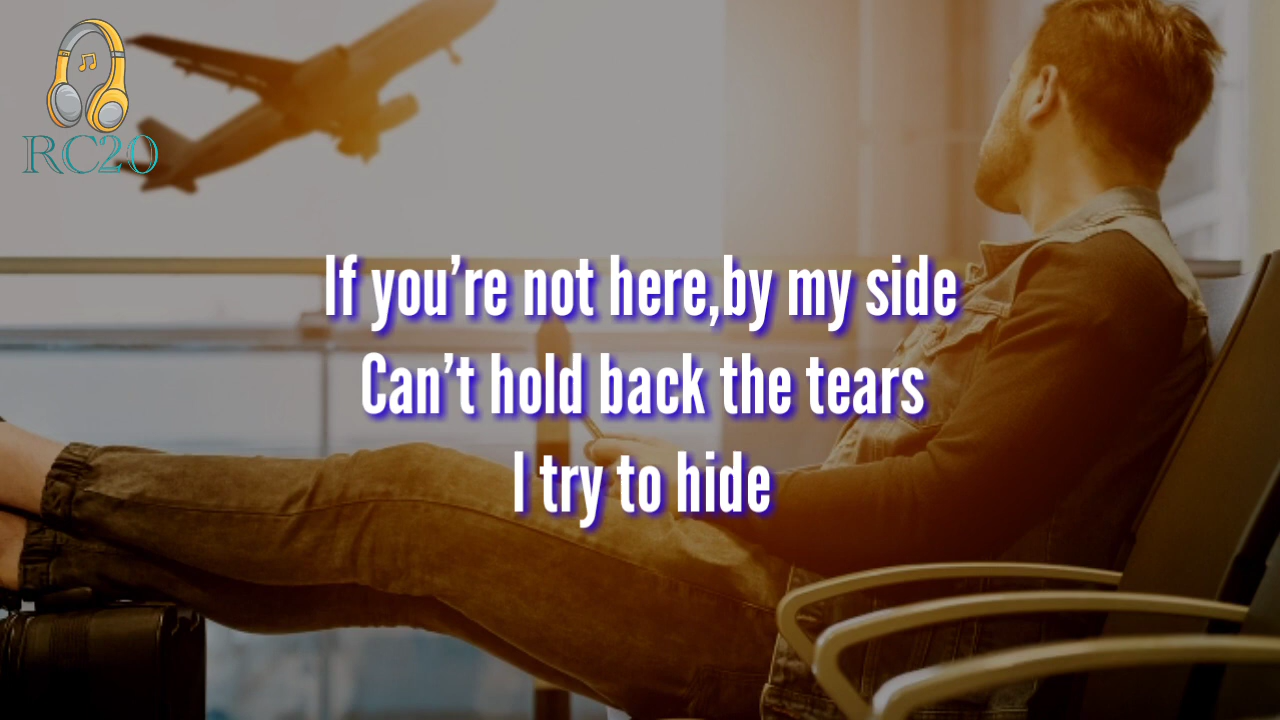 RC20
If you’re not here,by my side
Can’t hold back the tears
I try to hide